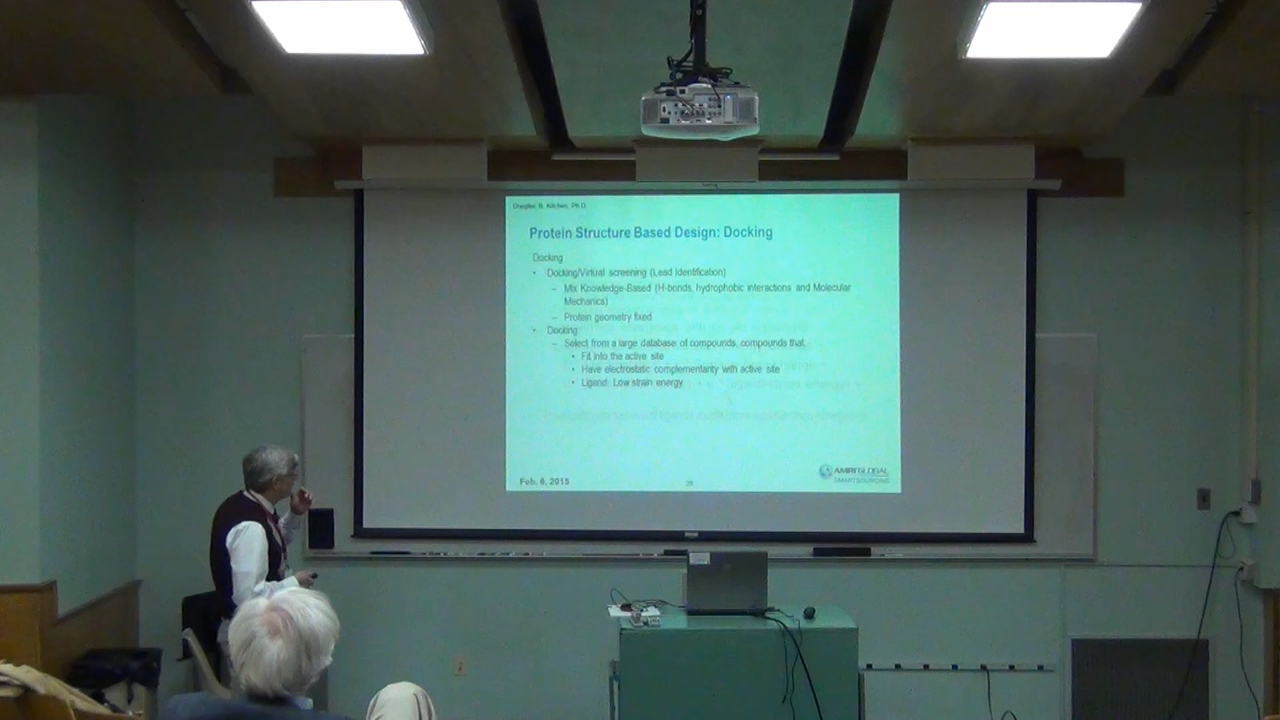 Douglas B. Kitchen, Ph.D.
Protein Structure Based Design: Docking
Docking
• Docking/Virtual screening (Lead Identification)
– Mix Knowledge-Based (H-bonds, hydrophobic interactions and Molecular
Mechanics)
– Protein geometry fixed
• Docking:
– Select from a large database of compounds, compounds that:
• Fit into the active site
• Have electrostatic complementarity with active site
• Ligand: Low strain energy
Feb. 6, 2015
AMRI GLOBAL
SMARTSOURCING